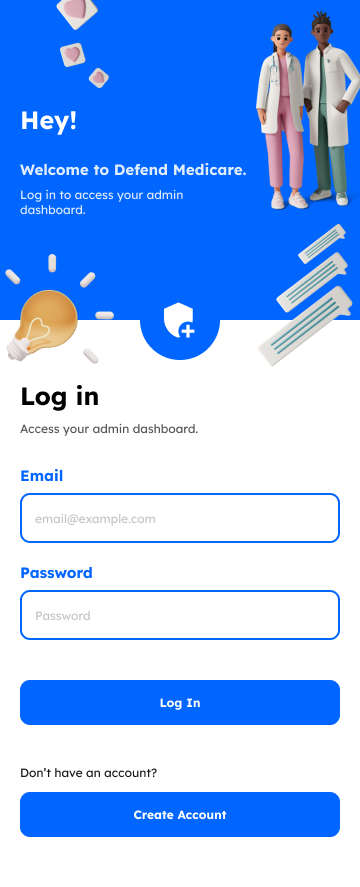 Hey!
Welcome to Defend Medicare.
Log in to access your admin
dashboard.
Log in
Access your admin dashboard.
Email
email@example.com
Password
Password
Log In
Don’t have an account?
Create Account